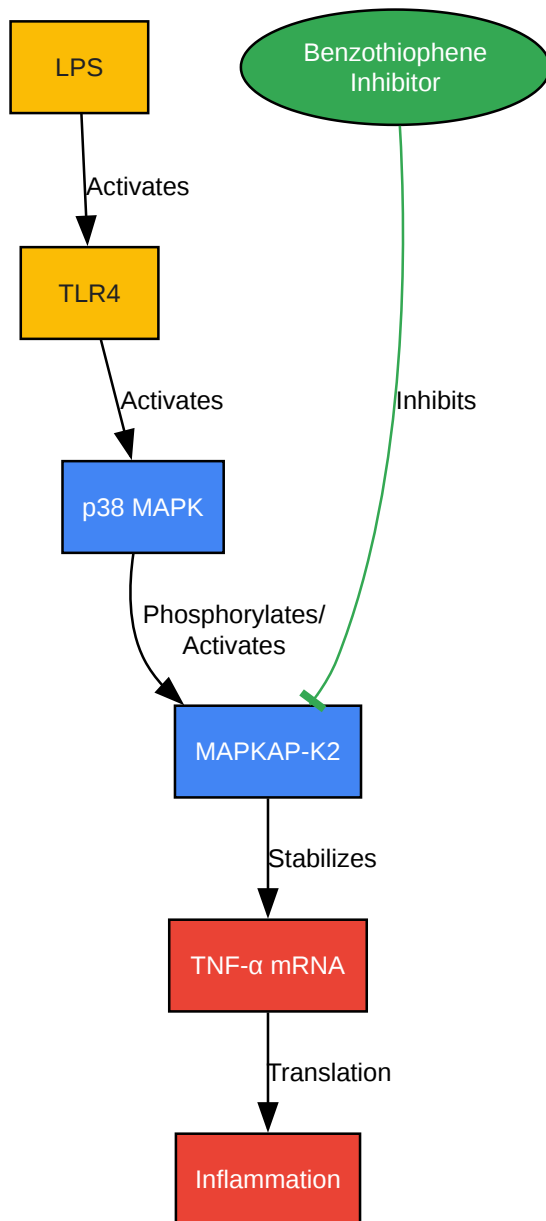 LPS
Benzothiophene
Inhibitor
Activates
TLR4
Activates
Inhibits
p38 MAPK
Phosphorylates/
Activates
MAPKAP-K2
Stabilizes
TNF-α mRNA
Translation
Inflammation